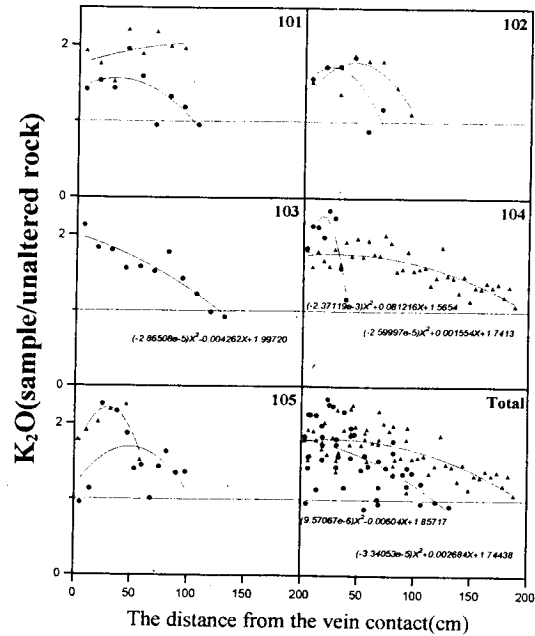 K₂O(sample/unaltered rock)
101
102
2
0
103
104
2
(-2.86508e-5)X²-0.004262X+1.99720
(-2.37119e-3)X²+0.081216X+1.5654
(-2.59997e-5)X²+0.001554X+1.7413
0
105
Total
2
(9.57067e-6)X²-0.00604X+1.85717
(-3.34053e-5)X²+0.002684X+1.74438
0
0 50 100 150 200 0 50 100 150 200
The distance from the vein contact(cm)